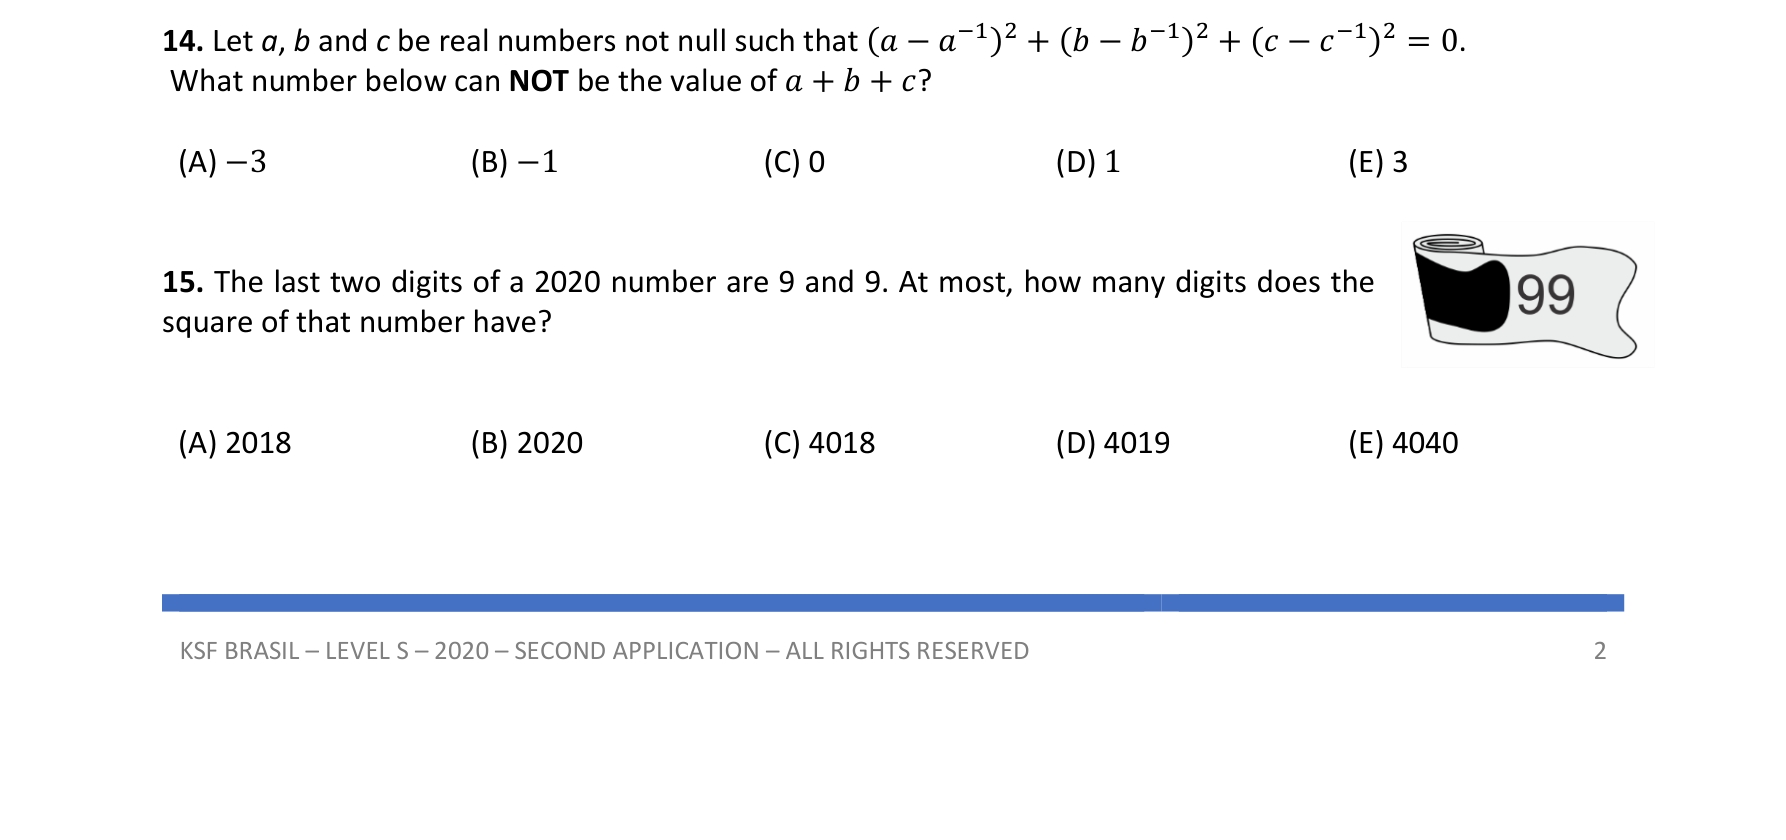 14. Let a, b and c be real numbers not null such that (a − a⁻¹)² + (b − b⁻¹)² + (c − c⁻¹)² = 0.
What number below can NOT be the value of a + b + c?
(A) −3 (B) −1 (C) 0 (D) 1 (E) 3
15. The last two digits of a 2020 number are 9 and 9. At most, how many digits does the
square of that number have?
99
(A) 2018 (B) 2020 (C) 4018 (D) 4019 (E) 4040
KSF BRASIL – LEVEL S – 2020 – SECOND APPLICATION – ALL RIGHTS RESERVED 2